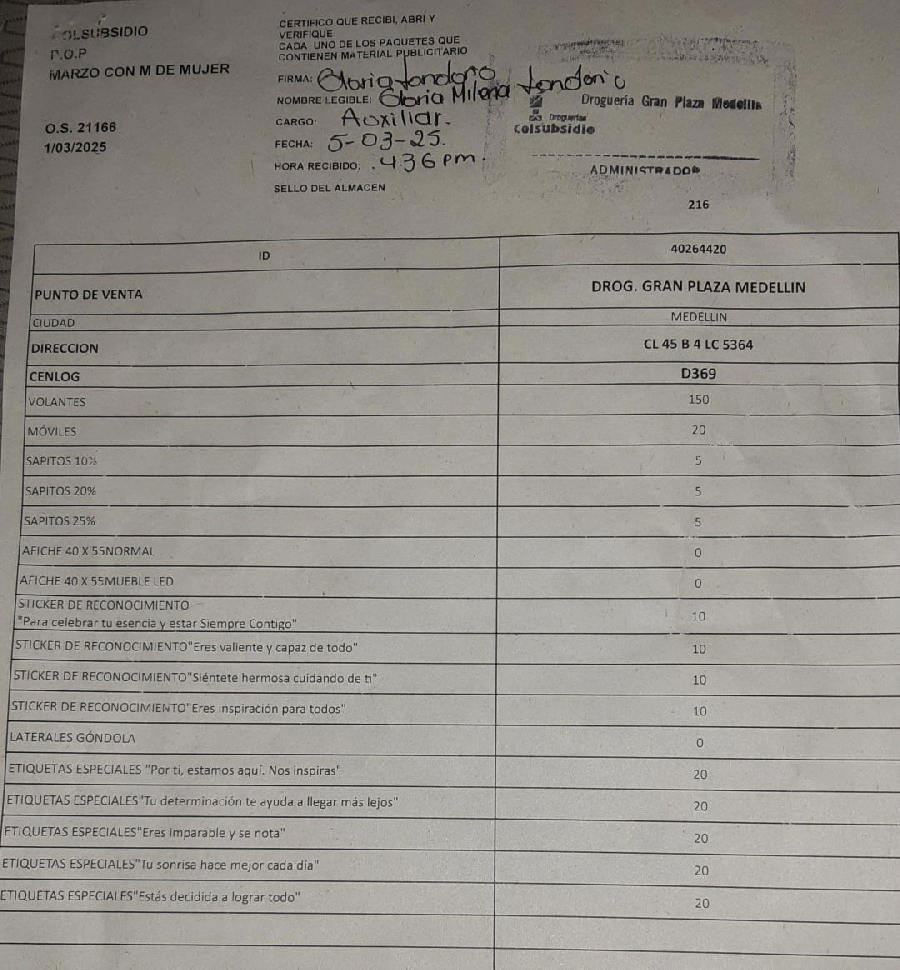 COLSUBSIDIO
P.O.P
MARZO CON M DE MUJER
O.S. 21166
1/03/2025
CERTIFICO QUE RECIBI, ABRI Y
VERIFIQUE
CADA UNO DE LOS PAQUETES QUE
CONTIENEN MATERIAL PUBLICITARIO
FIRMA: Gloria Londoño
NOMBRE LEGIBLE: Gloria Milena Londoño
CARGO: Auxiliar.
FECHA: 5-03-25.
HORA RECIBIDO: .4:36 pm.
SELLO DEL ALMACEN
Droguería Gran Plaza Medellín
Droguerías
Colsubsidio
ADMINISTRADOR
216
ID 40264420
PUNTO DE VENTA DROG. GRAN PLAZA MEDELLIN
CIUDAD MEDELLIN
DIRECCION CL 45 B 4 LC 5364
CENLOG D369
VOLANTES 150
MÓVILES 20
SAPITOS 10% 5
SAPITOS 20% 5
SAPITOS 25% 5
AFICHE 40 X 55NORMAL 0
AFICHE 40 X 55MUEBLE LED 0
STICKER DE RECONOCIMIENTO
"Para celebrar tu esencia y estar Siempre Contigo" 10
STICKER DE RECONOCIMIENTO"Eres valiente y capaz de todo" 10
STICKER DE RECONOCIMIENTO"Siéntete hermosa cuidando de ti" 10
STICKER DE RECONOCIMIENTO"Eres inspiración para todos" 10
LATERALES GÓNDOLA 0
ETIQUETAS ESPECIALES "Por ti, estamos aquí. Nos inspiras" 20
ETIQUETAS ESPECIALES"Tu determinación te ayuda a llegar más lejos" 20
ETIQUETAS ESPECIALES"Eres imparable y se nota" 20
ETIQUETAS ESPECIALES"Tu sonrisa hace mejor cada día" 20
ETIQUETAS ESPECIALES"Estás decidida a lograr todo" 20